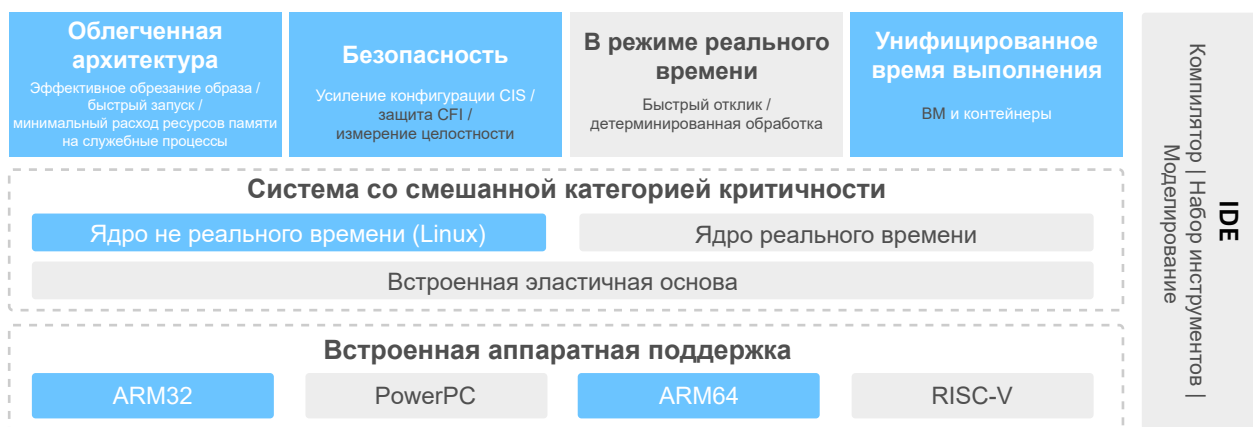 Облегченная
архитектура
Эффективное обрезание образа /
быстрый запуск /
минимальный расход ресурсов памяти
на служебные процессы
Безопасность
Усиление конфигурации CIS /
защита CFI /
измерение целостности
В режиме реального
времени
Быстрый отклик /
детерминированная обработка
Унифицированное
время выполнения
ВМ и контейнеры
Система со смешанной категорией критичности
Ядро не реального времени (Linux)
Ядро реального времени
Встроенная эластичная основа
Встроенная аппаратная поддержка
ARM32
PowerPC
ARM64
RISC-V
IDE
Компилятор | Набор инструментов |
Моделирование